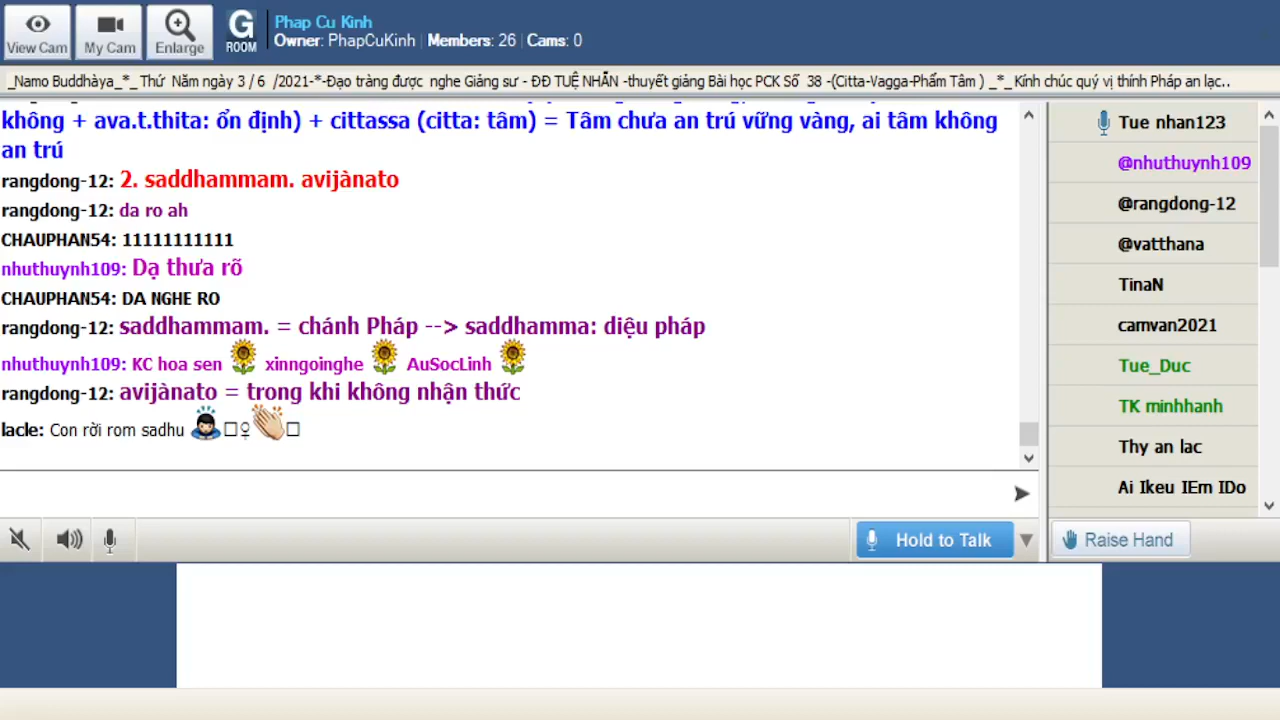 View Cam
My Cam
Enlarge
G
ROOM
Phap Cu Kinh
Owner: PhapCuKinh | Members: 26 | Cams: 0
_Namo Buddhàya_*_Thứ Năm ngày 3 / 6 /2021-*-Đạo tràng được nghe Giảng sư - ĐĐ TUỆ NHẪN -thuyết giảng Bài học PCK Số 38 -(Citta-Vagga-Phẩm Tâm ) _*_Kính chúc quý vị thính Pháp an lạc..
không + ava.t.thita: ổn định) + cittassa (citta: tâm) = Tâm chưa an trú vững vàng, ai tâm không
an trú
rangdong-12: 2. saddhammam. avijànato
rangdong-12: da ro ah
CHAUPHAN54: 11111111111
nhuthuynh109: Dạ thưa rõ
CHAUPHAN54: DA NGHE RO
rangdong-12: saddhammam. = chánh Pháp --> saddhamma: diệu pháp
nhuthuynh109: KC hoa sen 🌻 xinngoinghe 🌻 AuSocLinh 🌻
rangdong-12: avijànato = trong khi không nhận thức
lacle: Con rời rom sadhu 🙇□♀👏□
Tue nhan123
@nhuthuynh109
@rangdong-12
@vatthana
TinaN
camvan2021
Tue_Duc
TK minhhanh
Thy an lac
Ai Ikeu IEm IDo
Hold to Talk
Raise Hand